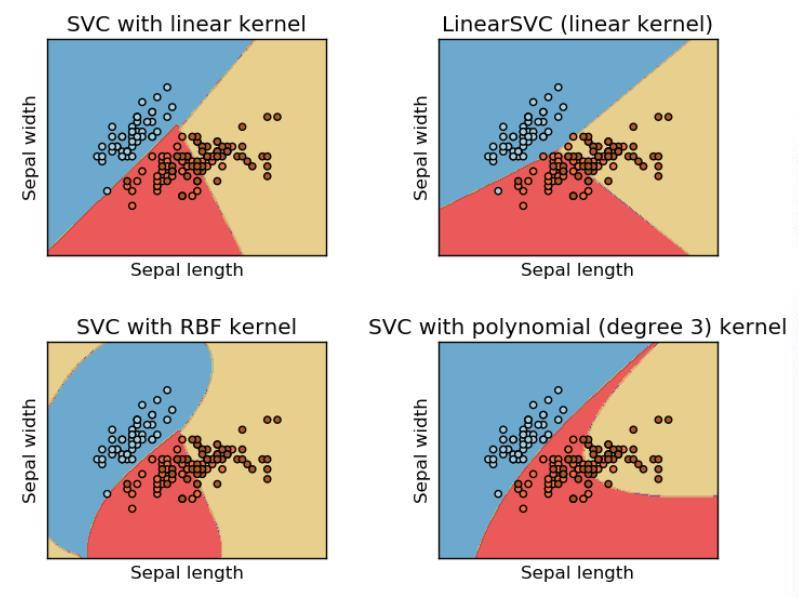 SVC with linear kernel
LinearSVC (linear kernel)
Sepal width
Sepal length
Sepal width
Sepal length
SVC with RBF kernel
SVC with polynomial (degree 3) kernel
Sepal width
Sepal length
Sepal width
Sepal length